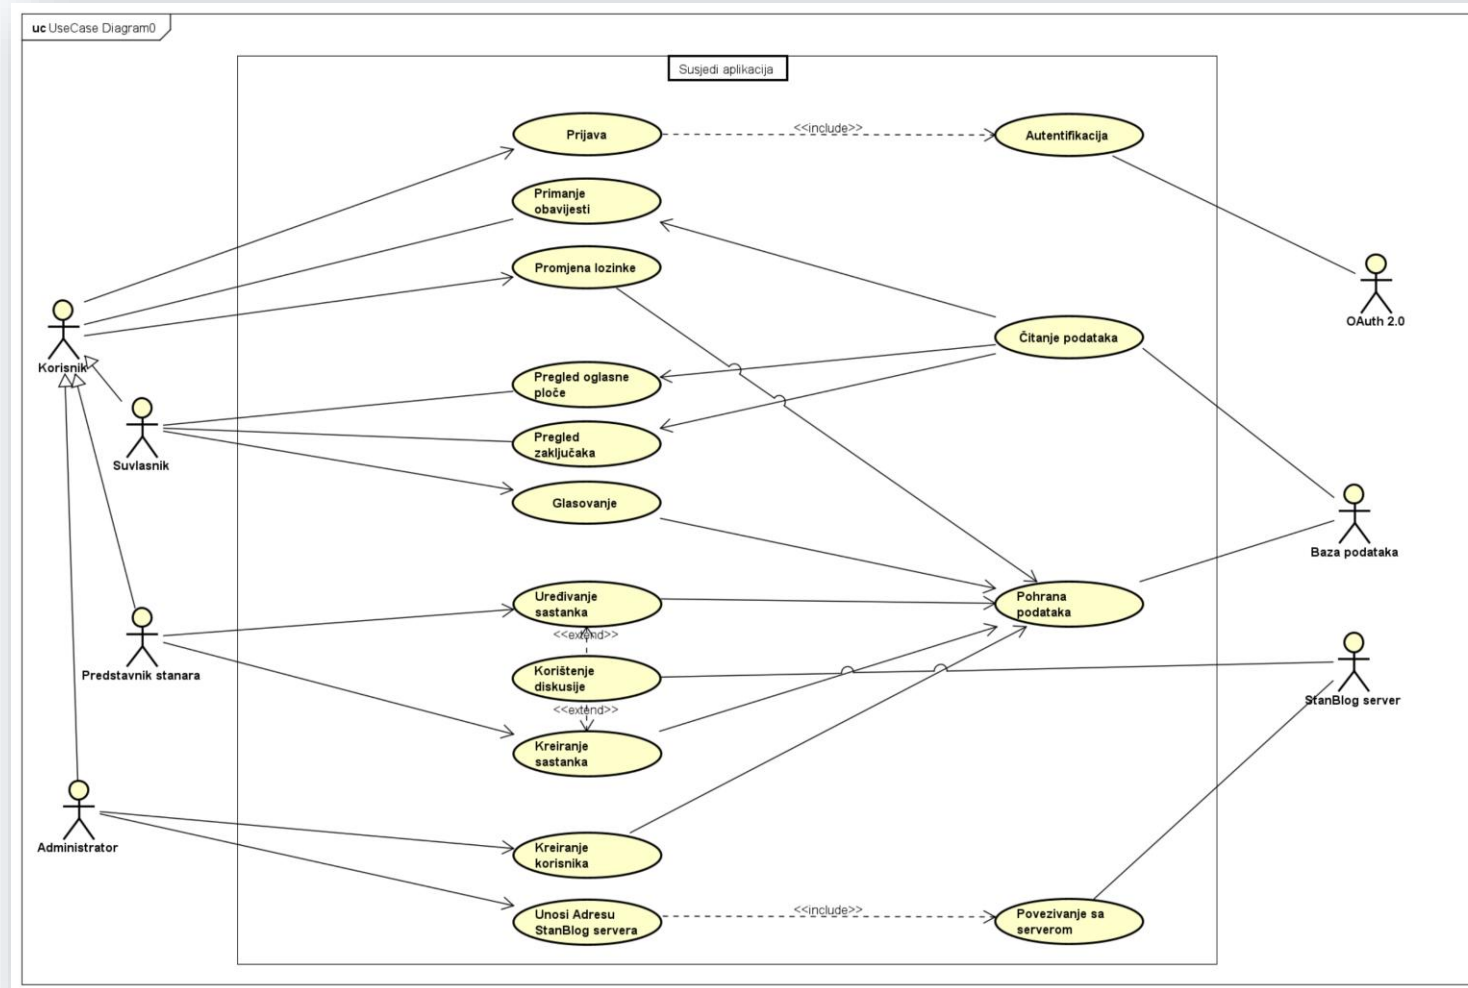 uc UseCase Diagram0
Susjedi aplikacija
Prijava
<<include>>
Autentifikacija
Primanje
obavijesti
Promjena lozinke
OAuth 2.0
Korisnik
Čitanje podataka
Pregled oglasne
ploče
Suvlasnik
Pregled
zaključaka
Glasovanje
Baza podataka
Uređivanje
sastanka
Pohrana
podataka
<<extend>>
Predstavnik stanara
Korištenje
diskusije
StanBlog server
<<extend>>
Kreiranje
sastanka
Administrator
Kreiranje
korisnika
Unosi Adresu
StanBlog servera
<<include>>
Povezivanje sa
serverom